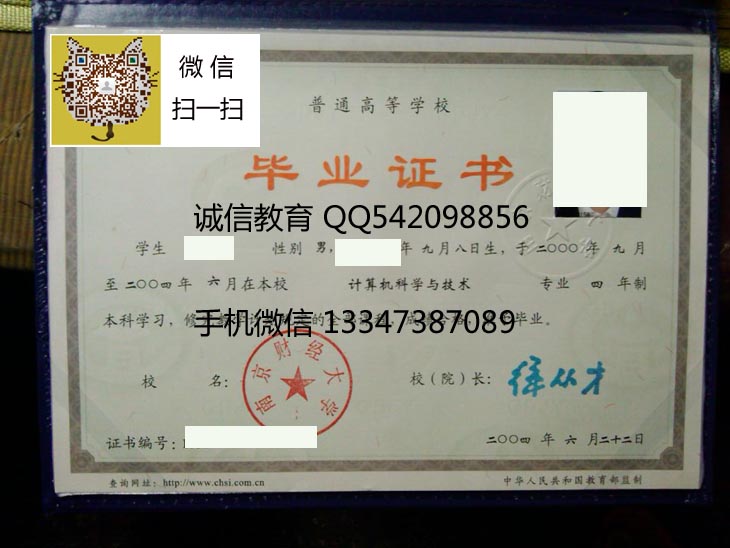 微信
扫一扫
普通高等学校
毕业证书
诚信教育 QQ542098856
学生 性别 男, 年 九月八日生，于 二〇〇〇年 九月
至 二〇〇四年 六月在本校 计算机科学与技术 专业 四 年制
本科学习，修 毕业。
手机微信 13347387089
校 名： 校（院）长： 徐从才
南京财经大学
证书编号： 二〇〇四 年 六 月二十二日
查询网址：http://www.chsi.com.cn 中华人民共和国教育部监制